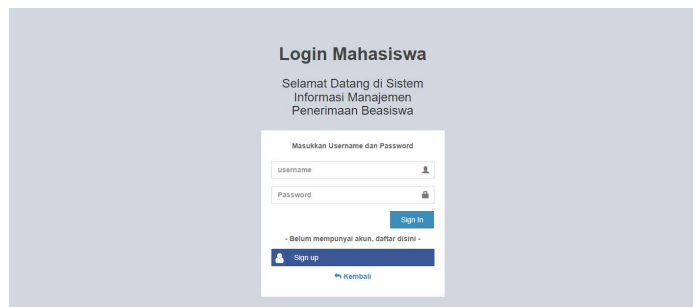 Login Mahasiswa
Selamat Datang di Sistem
Informasi Manajemen
Penerimaan Beasiswa
Masukkan Username dan Password
username
Password
Sign In
- Belum mempunyai akun, daftar disini -
Sign up
Kembali